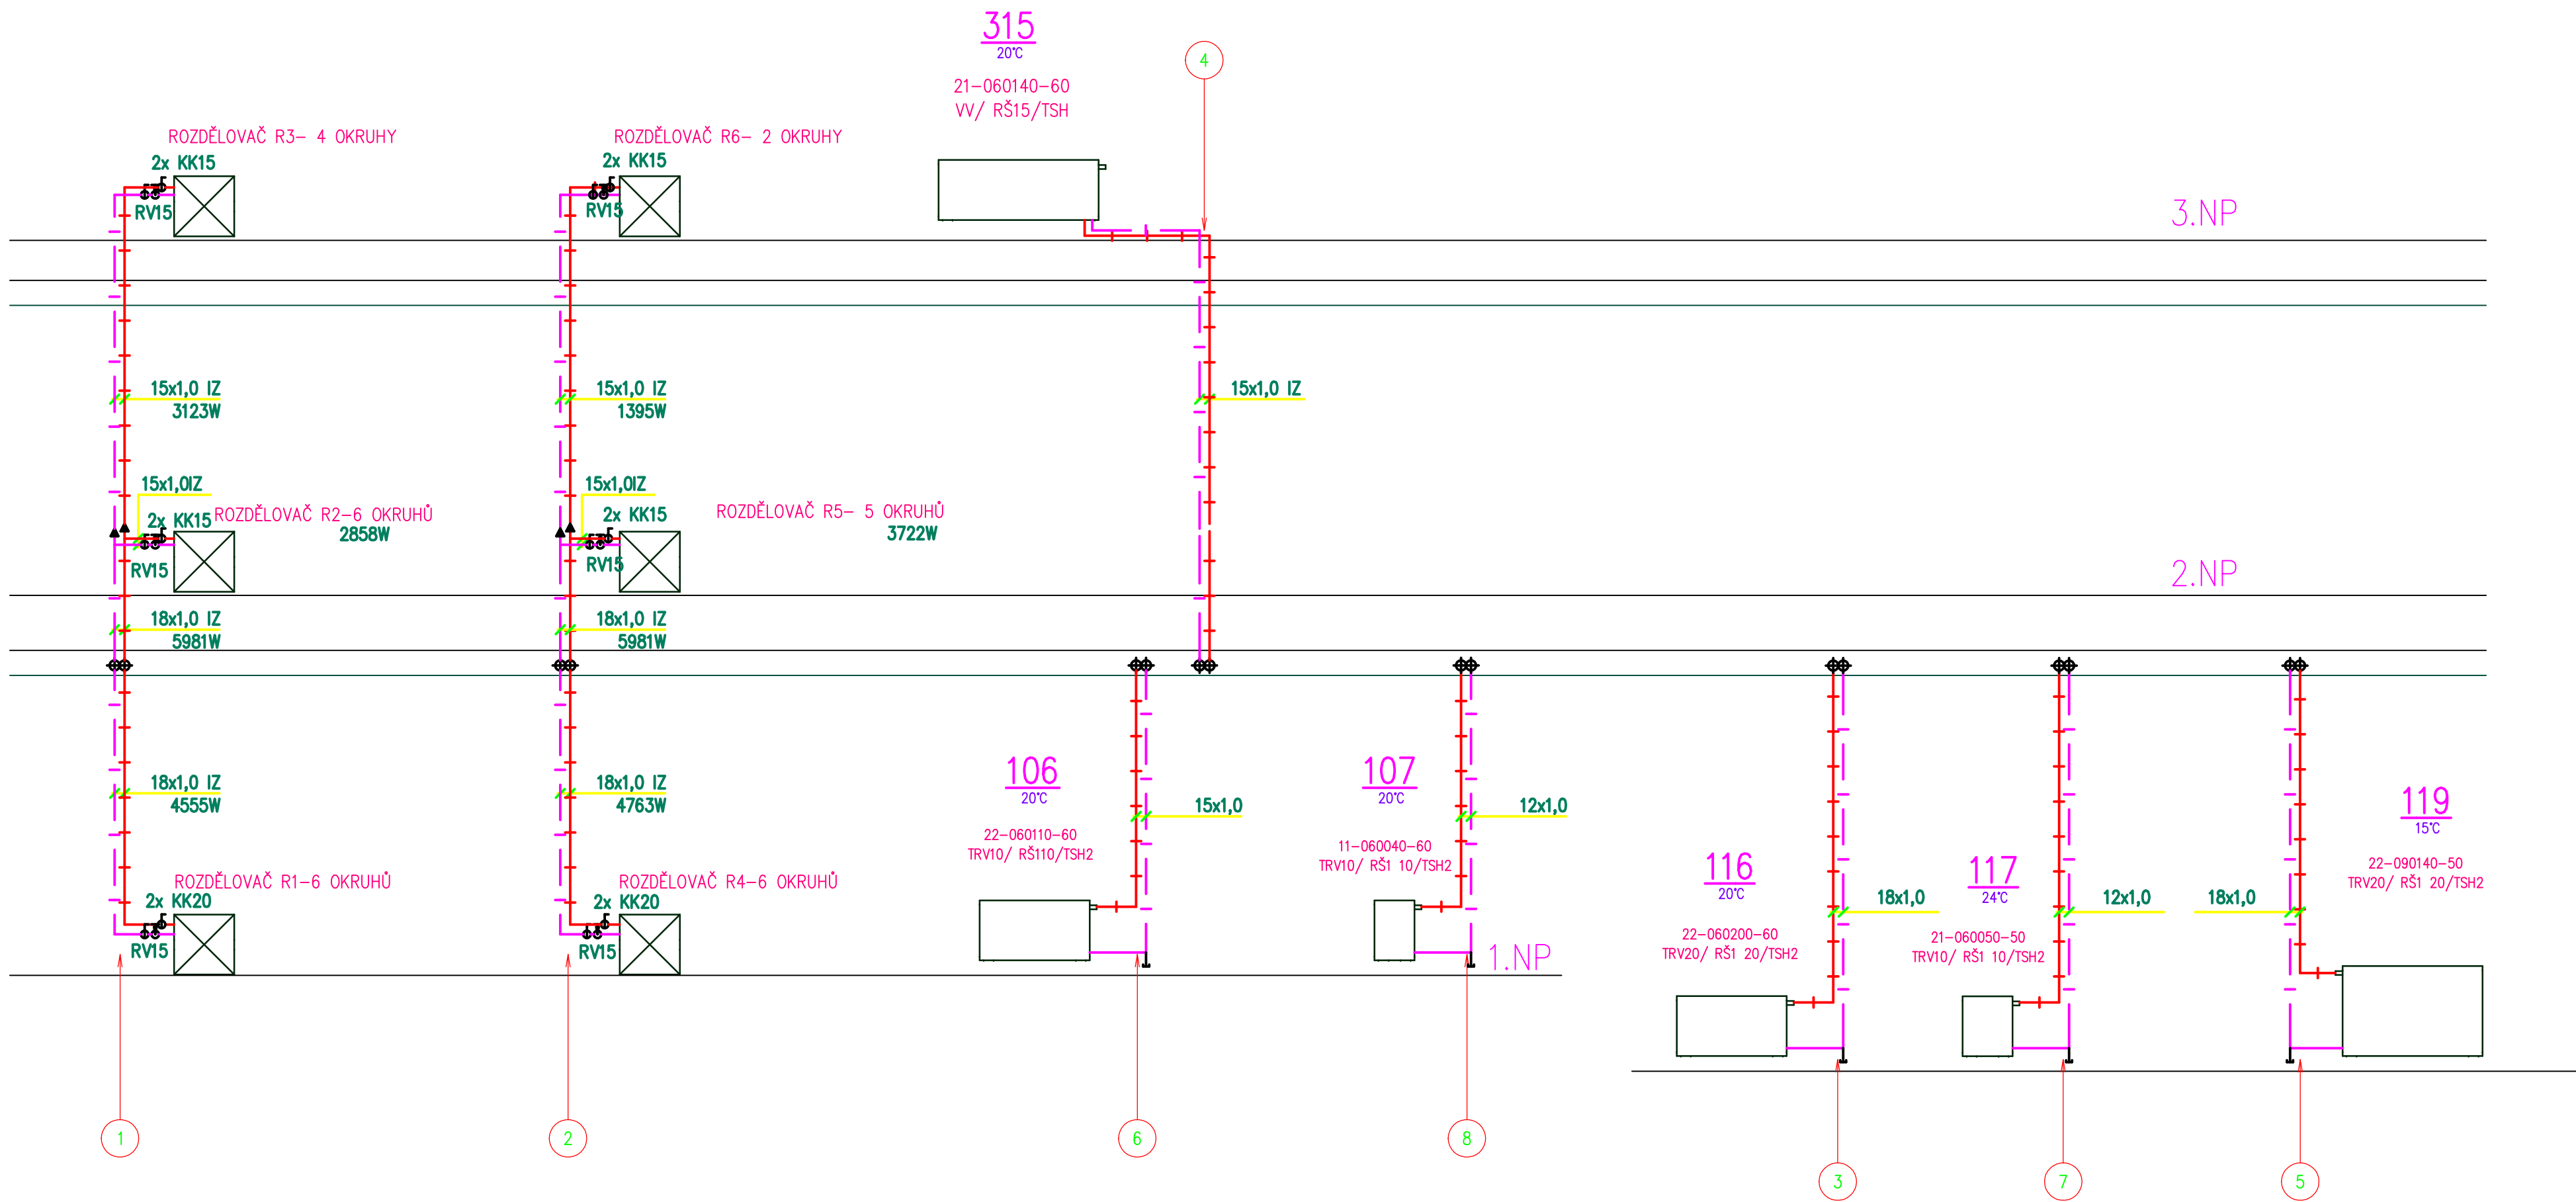 315
20°C
21-060140-60
VV/ RŠ15/TSH
4
ROZDĚLOVAČ R3- 4 OKRUHY
2x KK15
RV15
ROZDĚLOVAČ R6- 2 OKRUHY
2x KK15
RV15
3.NP
15x1,0 IZ
3123W
15x1,0 IZ
1395W
15x1,0 IZ
15x1,0IZ
2x KK15
ROZDĚLOVAČ R2-6 OKRUHŮ
2858W
RV15
15x1,0IZ
2x KK15
ROZDĚLOVAČ R5- 5 OKRUHŮ
3722W
RV15
2.NP
18x1,0 IZ
5981W
18x1,0 IZ
5981W
18x1,0 IZ
4555W
18x1,0 IZ
4763W
ROZDĚLOVAČ R1-6 OKRUHŮ
2x KK20
RV15
ROZDĚLOVAČ R4-6 OKRUHŮ
2x KK20
RV15
106
20°C
22-060110-60
TRV10/ RŠ110/TSH2
15x1,0
107
20°C
11-060040-60
TRV10/ RŠ1 10/TSH2
12x1,0
1.NP
116
20°C
22-060200-60
TRV20/ RŠ1 20/TSH2
18x1,0
117
24°C
21-060050-50
TRV10/ RŠ1 10/TSH2
12x1,0
18x1,0
119
15°C
22-090140-50
TRV20/ RŠ1 20/TSH2
1
2
6
8
3
7
5